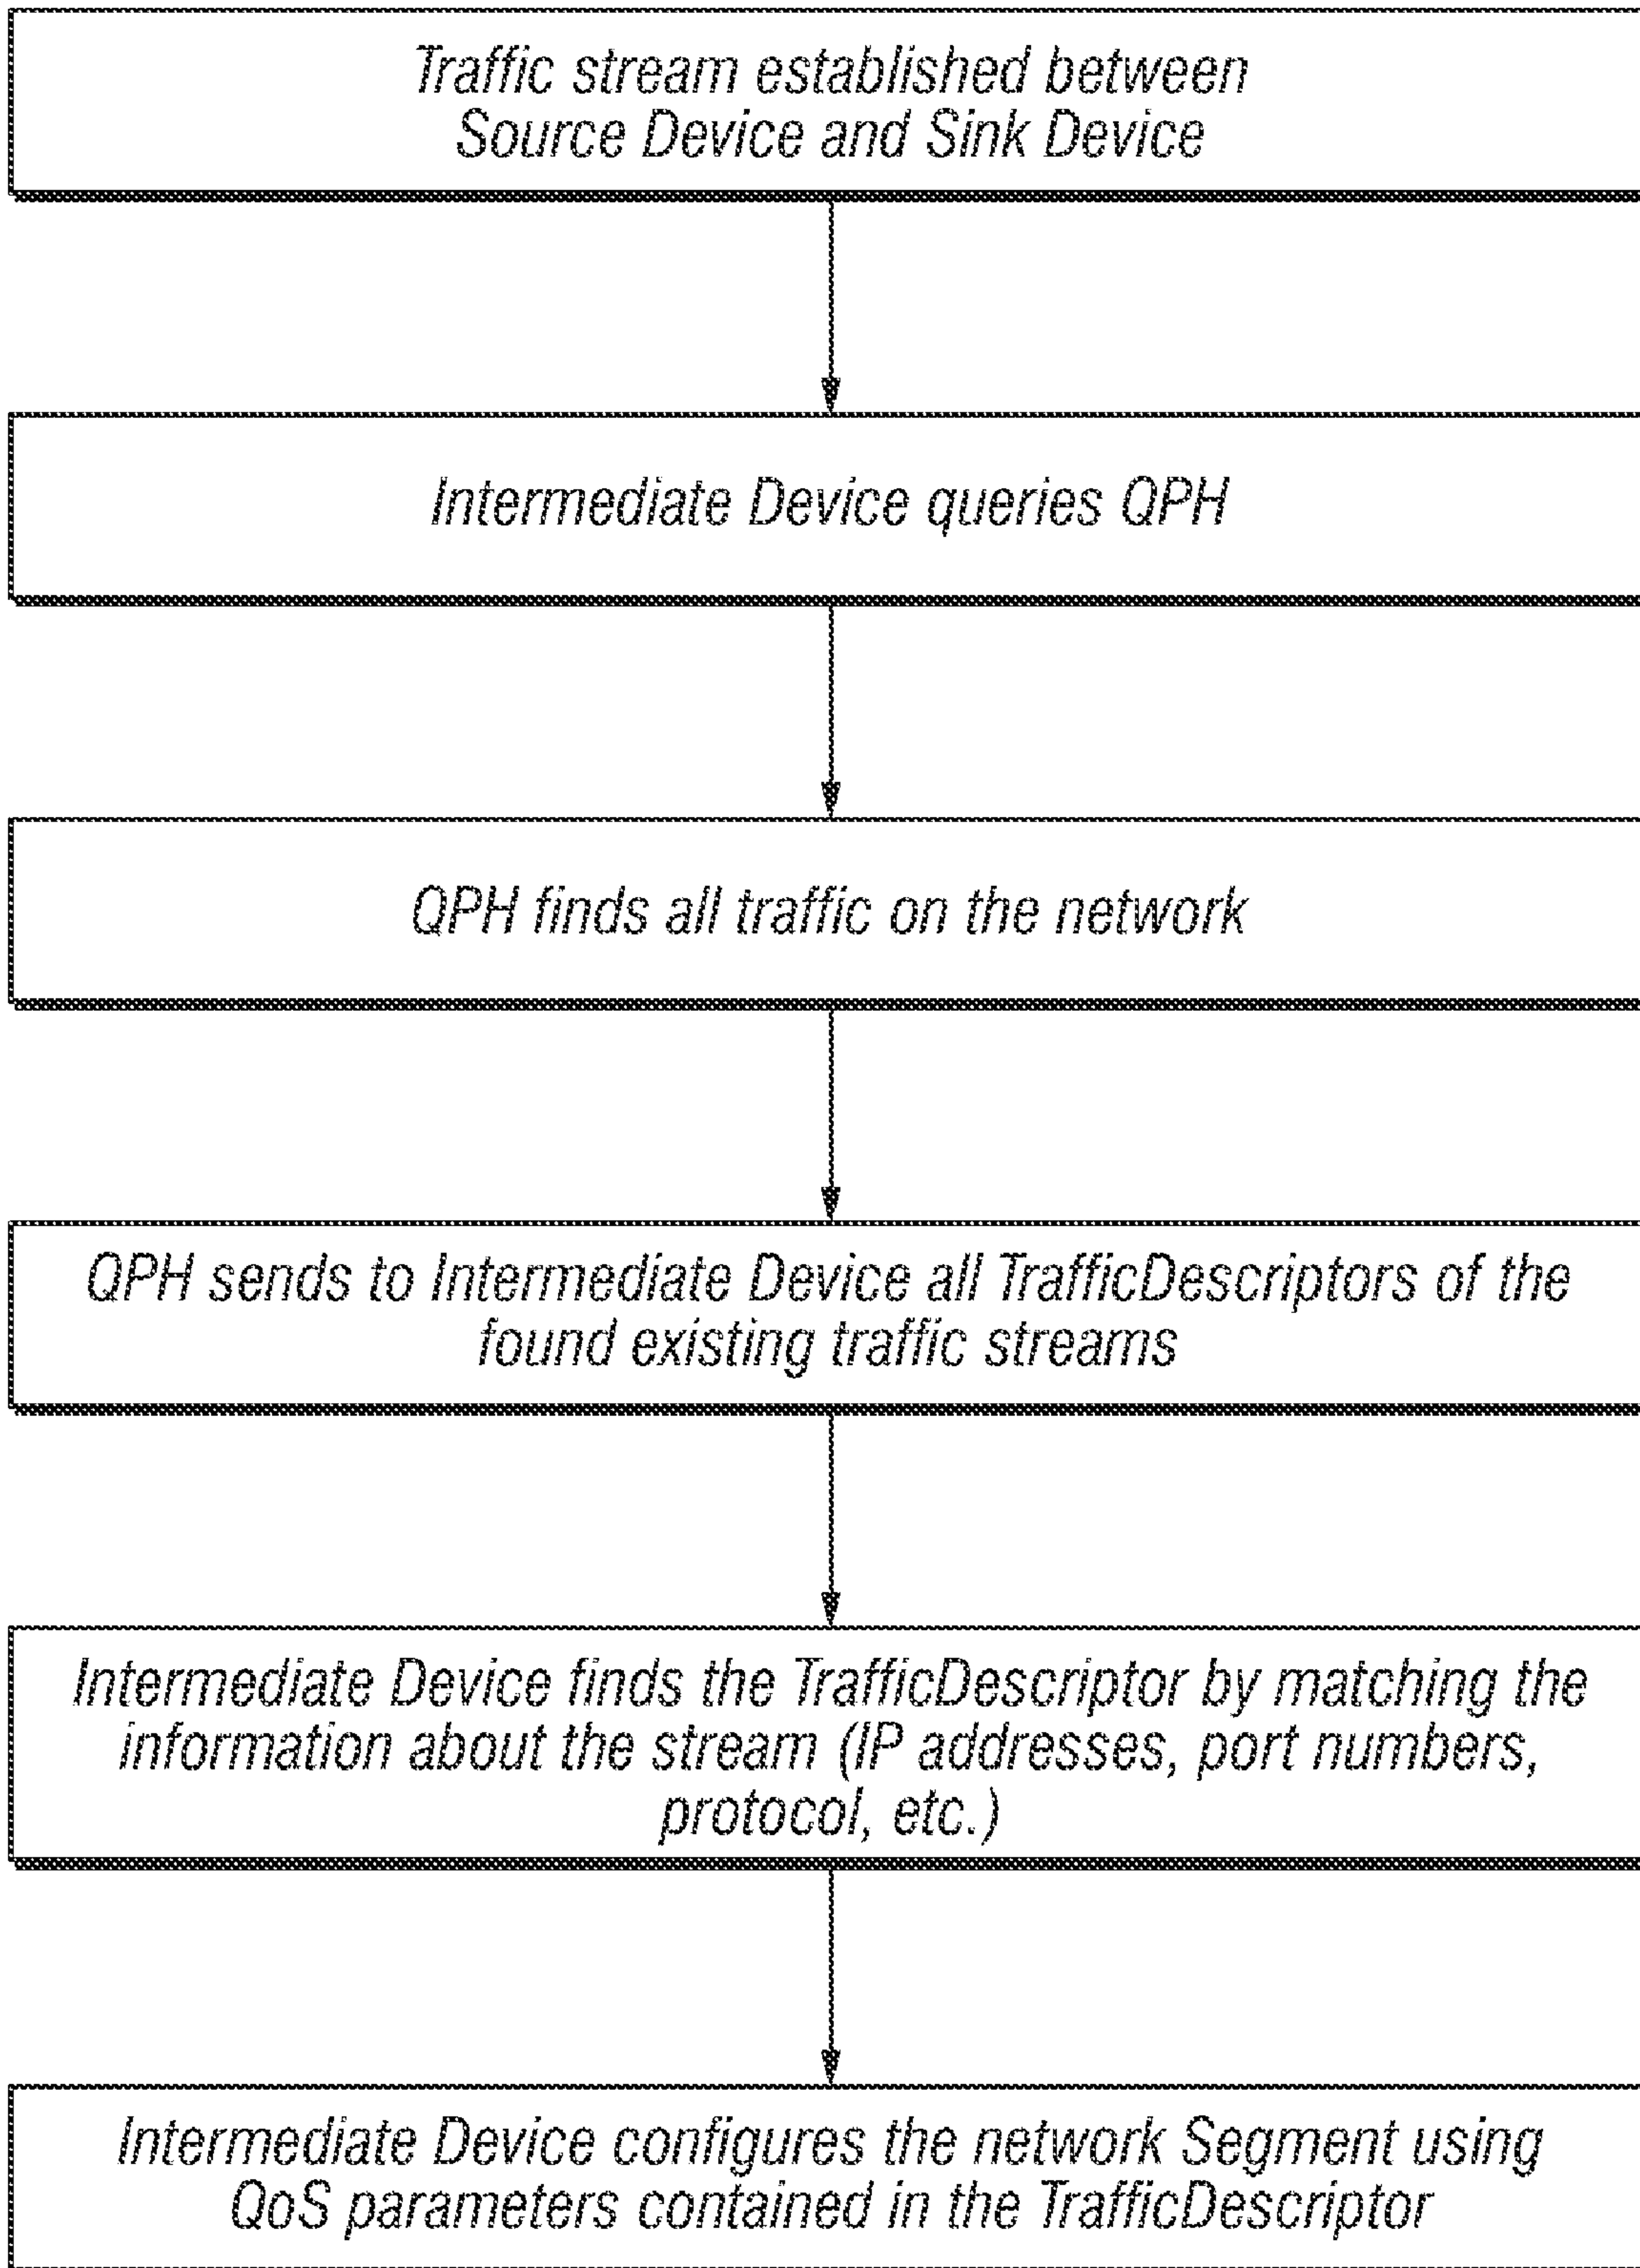 Traffic stream established between
Source Device and Sink Device
Intermediate Device queries QPH
QPH finds all traffic on the network
QPH sends to Intermediate Device all TrafficDescriptors of the
found existing traffic streams
Intermediate Device finds the TrafficDescriptor by matching the
information about the stream (IP addresses, port numbers,
protocol, etc.)
Intermediate Device configures the network Segment using
QoS parameters contained in the TrafficDescriptor